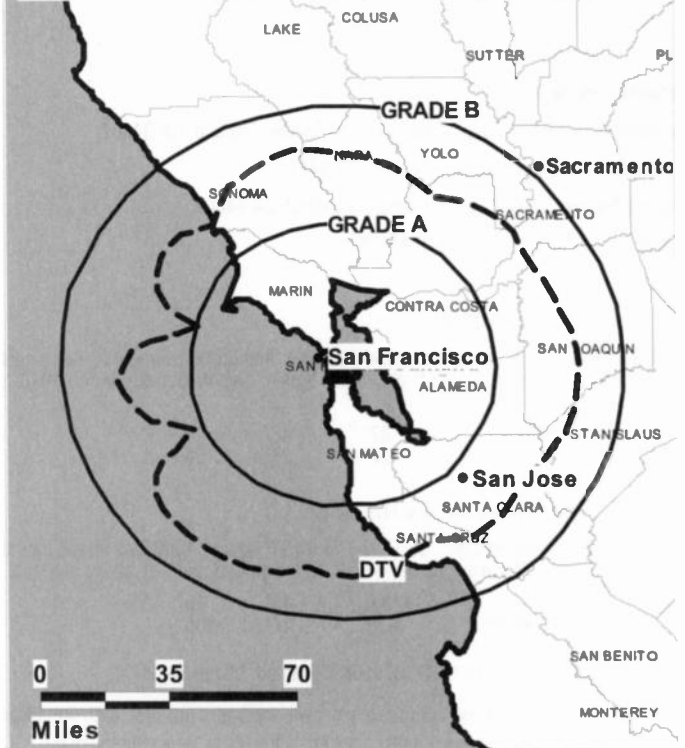 COLUSA
LAKE
SUTTER
PL
GRADE B
YOLO
NAPA
Sacramento
SONOMA
SACRAMENTO
GRADE A
MARIN
CONTRA COSTA
SAN JOAQUIN
San Francisco
ALAMEDA
STANISLAUS
SAN MATEO
San Jose
SANTA CLARA
SANTA CRUZ
DTV
SAN BENITO
0 35 70
MONTEREY
Miles